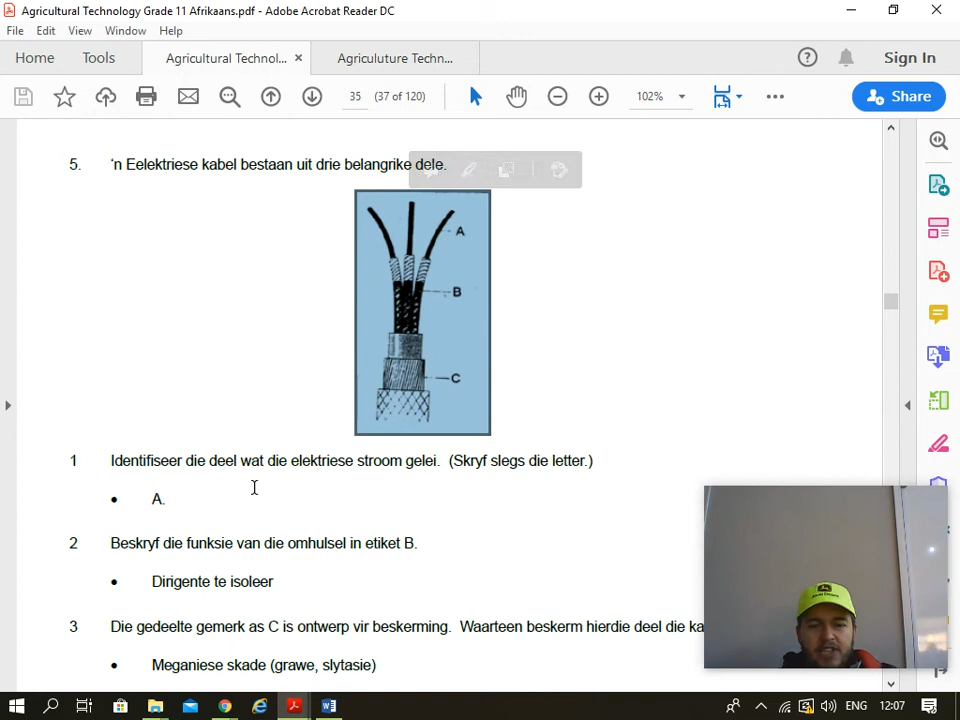 Agricultural Technology Grade 11 Afrikaans.pdf - Adobe Acrobat Reader DC
File Edit View Window Help
Home Tools Agricultural Technol... Agriculuture Techn... Sign In
35 (37 of 120) 102% Share
5. 'n Eelektriese kabel bestaan uit drie belangrike dele.
A
B
C
1 Identifiseer die deel wat die elektriese stroom gelei. (Skryf slegs die letter.)
• A.
2 Beskryf die funksie van die omhulsel in etiket B.
• Dirigente te isoleer
3 Die gedeelte gemerk as C is ontwerp vir beskerming. Waarteen beskerm hierdie deel die ka
• Meganiese skade (grawe, slytasie)
ENG 12:07